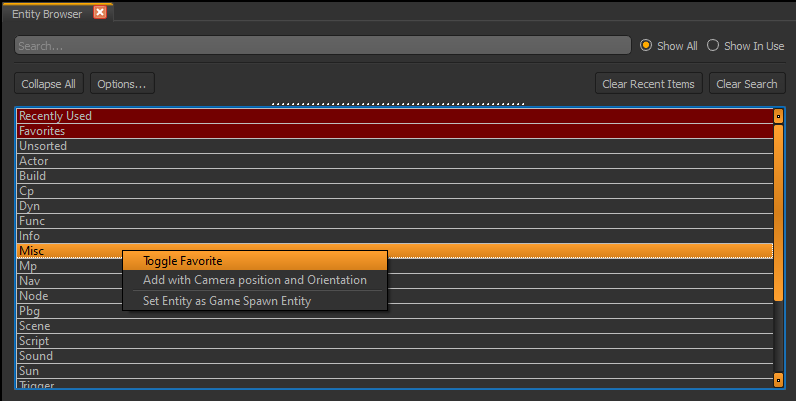 Entity Browser
Search...
Show All
Show In Use
Collapse All
Options...
Clear Recent Items
Clear Search
Recently Used
Favorites
Unsorted
Actor
Build
Cp
Dyn
Func
Info
Misc
Toggle Favorite
Mp
Add with Camera position and Orientation
Nav
Node
Set Entity as Game Spawn Entity
Pbg
Scene
Script
Sound
Sun
Trigger